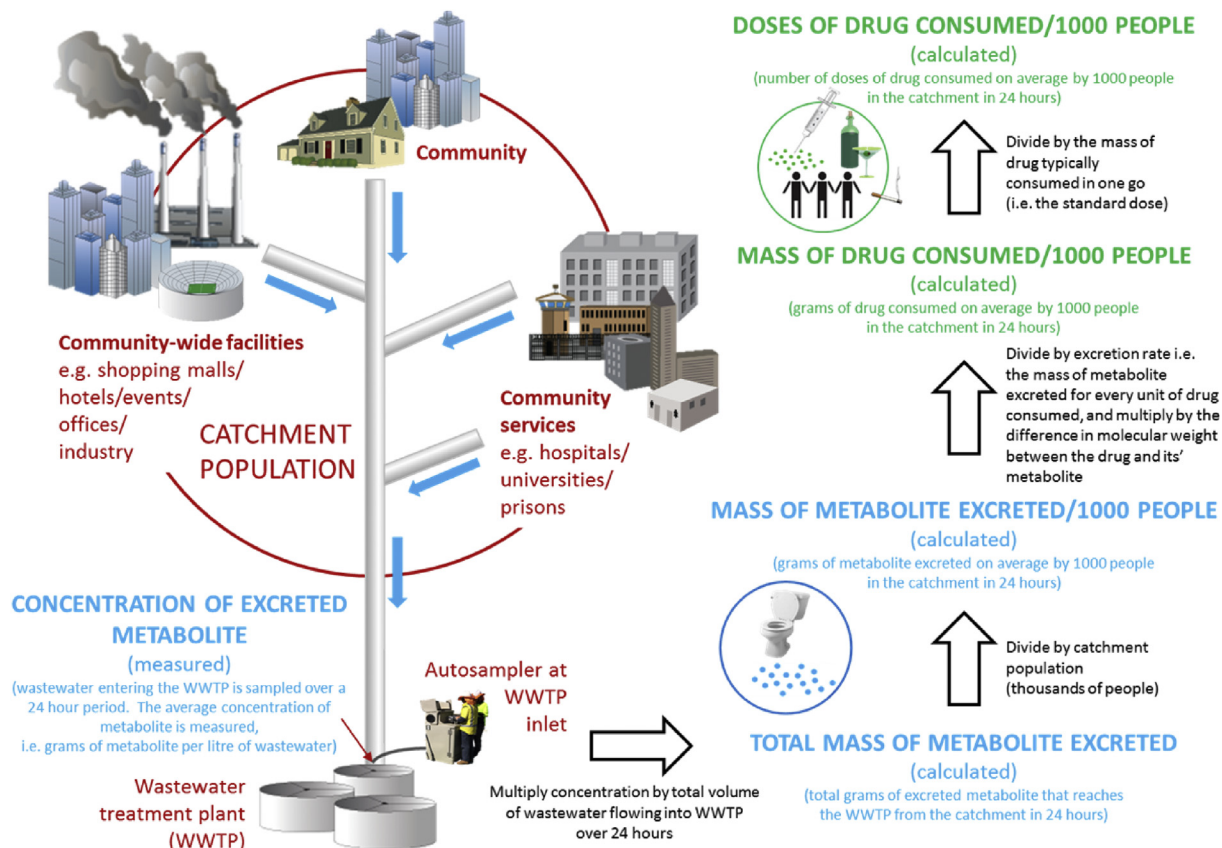 Community
Community-wide facilities
e.g. shopping malls/
hotels/events/
offices/
industry
CATCHMENT
POPULATION
Community
services
e.g. hospitals/
universities/
prisons
CONCENTRATION OF EXCRETED
METABOLITE
(measured)
(wastewater entering the WWTP is sampled over a
24 hour period. The average concentration of
metabolite is measured,
i.e. grams of metabolite per litre of wastewater)
Autosampler at
WWTP
inlet
Wastewater
treatment plant
(WWTP)
Multiply concentration by total volume
of wastewater flowing into WWTP
over 24 hours
DOSES OF DRUG CONSUMED/1000 PEOPLE
(calculated)
(number of doses of drug consumed on average by 1000 people
in the catchment in 24 hours)
Divide by the mass of
drug typically
consumed in one go
(i.e. the standard dose)
MASS OF DRUG CONSUMED/1000 PEOPLE
(calculated)
(grams of drug consumed on average by 1000 people
in the catchment in 24 hours)
Divide by excretion rate i.e.
the mass of metabolite
excreted for every unit of drug
consumed, and multiply by the
difference in molecular weight
between the drug and its'
metabolite
MASS OF METABOLITE EXCRETED/1000 PEOPLE
(calculated)
(grams of metabolite excreted on average by 1000 people
in the catchment in 24 hours)
Divide by catchment
population
(thousands of people)
TOTAL MASS OF METABOLITE EXCRETED
(calculated)
(total grams of excreted metabolite that reaches
the WWTP from the catchment in 24 hours)